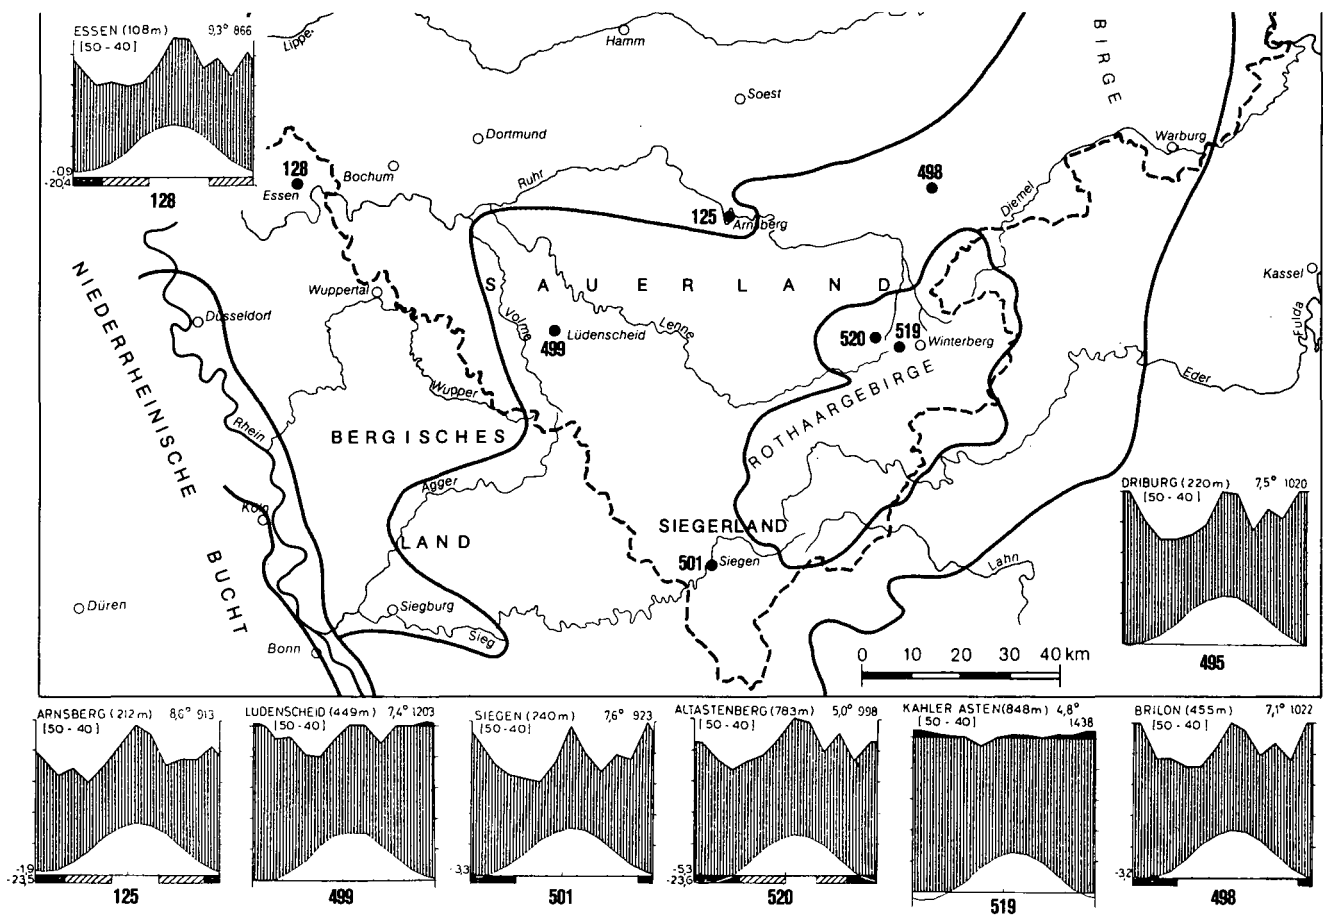 ESSEN (108m) 9,3° 866
[50-40]
-0,9
-20,4
128
Lippe
Hamm
Soest
Dortmund
Bochum
128
Essen
Ruhr
125
Arnsberg
498
BIRGE
Warburg
Diemel
Kassel
Fulda
NIEDERRHEINISCHE
BUCHT
Düsseldorf
Wuppertal
SAUERLAND
Volme
499
Lüdenscheid
Lenne
520
519
Winterberg
ROTHAARGEBIRGE
Eder
Wupper
Rhein
BERGISCHES
LAND
Agger
Köln
SIEGERLAND
501
Siegen
Lahn
Düren
Siegburg
Sieg
Bonn
0 10 20 30 40 km
DRIBURG (220m) 7,5° 1020
[50-40]
495
ARNSBERG (212m) 8,6° 913
[50-40]
-1,9
-23,5
125
LUDENSCHEID (449m) 7,4° 1203
[50-40]
499
SIEGEN (240m) 7,6° 923
[50-40]
-3,3
501
ALTASTENBERG (783m) 5,0° 998
[50-40]
-5,3
-23,6
520
KAHLER ASTEN (848m) 4,8°
[50-40] 1438
519
BRILON (455m) 7,1° 1022
[50-40]
-3,2
498